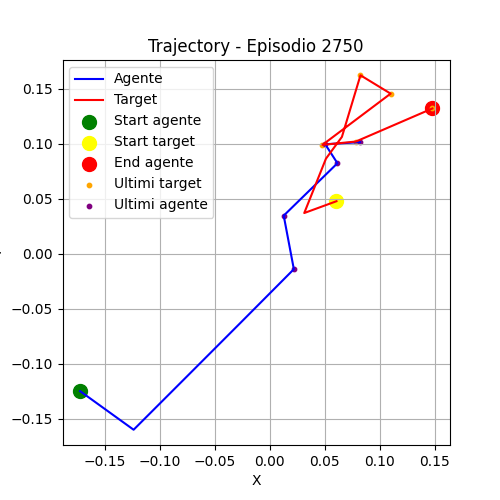 Trajectory - Episodio 2750
Agente
Target
Start agente
Start target
End agente
Ultimi target
Ultimi agente
0.15
0.10
0.05
0.00
−0.05
−0.10
−0.15
−0.15
−0.10
−0.05
0.00
0.05
0.10
0.15
X